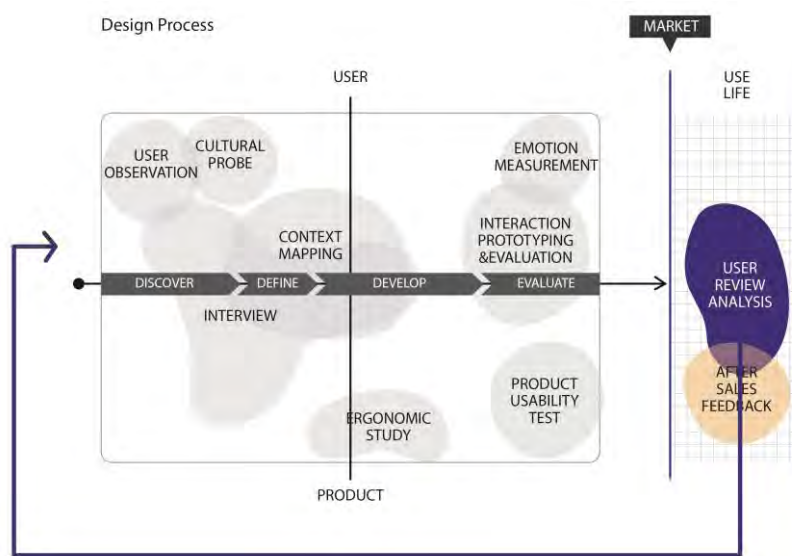 Design Process
MARKET
USER
USE
LIFE
USER
OBSERVATION
CULTURAL
PROBE
EMOTION
MEASUREMENT
CONTEXT
MAPPING
INTERACTION
PROTOTYPING
&EVALUATION
DISCOVER
DEFINE
DEVELOP
EVALUATE
USER
REVIEW
ANALYSIS
INTERVIEW
ERGONOMIC
STUDY
PRODUCT
USABILITY
TEST
AFTER
SALES
FEEDBACK
PRODUCT